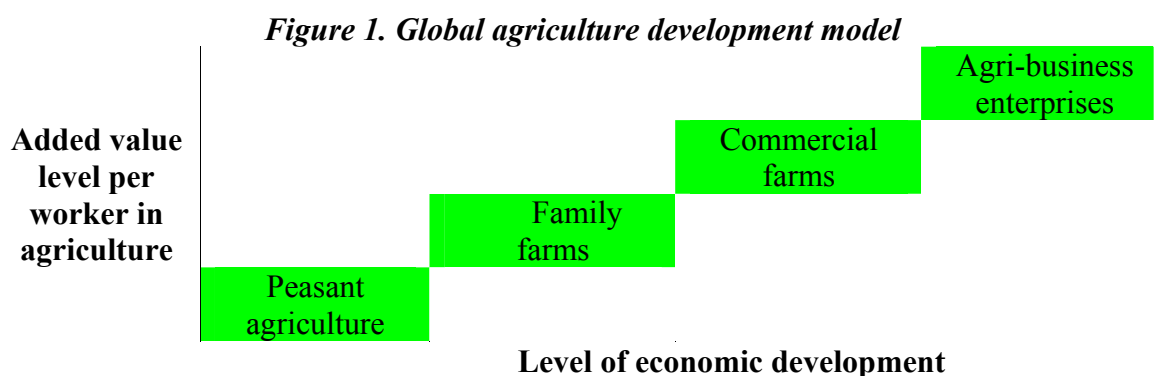 Figure 1. Global agriculture development model
Agri-business
enterprises
Added value
level per
worker in
agriculture
Commercial
farms
Family
farms
Peasant
agriculture
Level of economic development